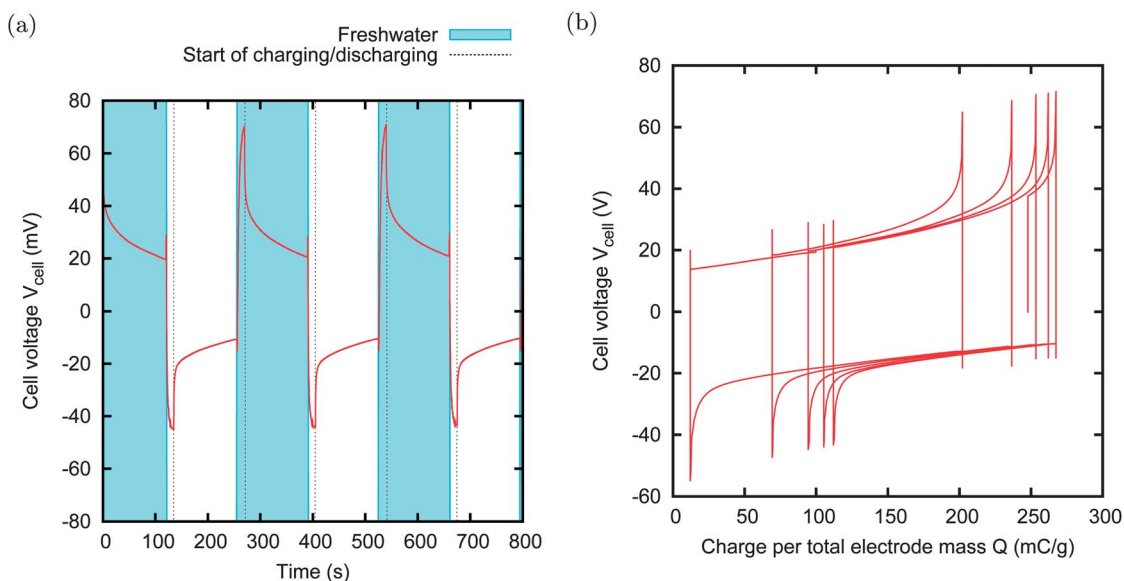 (a)
Freshwater
Start of charging/discharging
80
60
40
20
0
-20
-40
-60
-80
Cell voltage V_cell (mV)
0 100 200 300 400 500 600 700 800
Time (s)
(b)
80
60
40
20
0
-20
-40
-60
Cell voltage V_cell (V)
0 50 100 150 200 250 300
Charge per total electrode mass Q (mC/g)